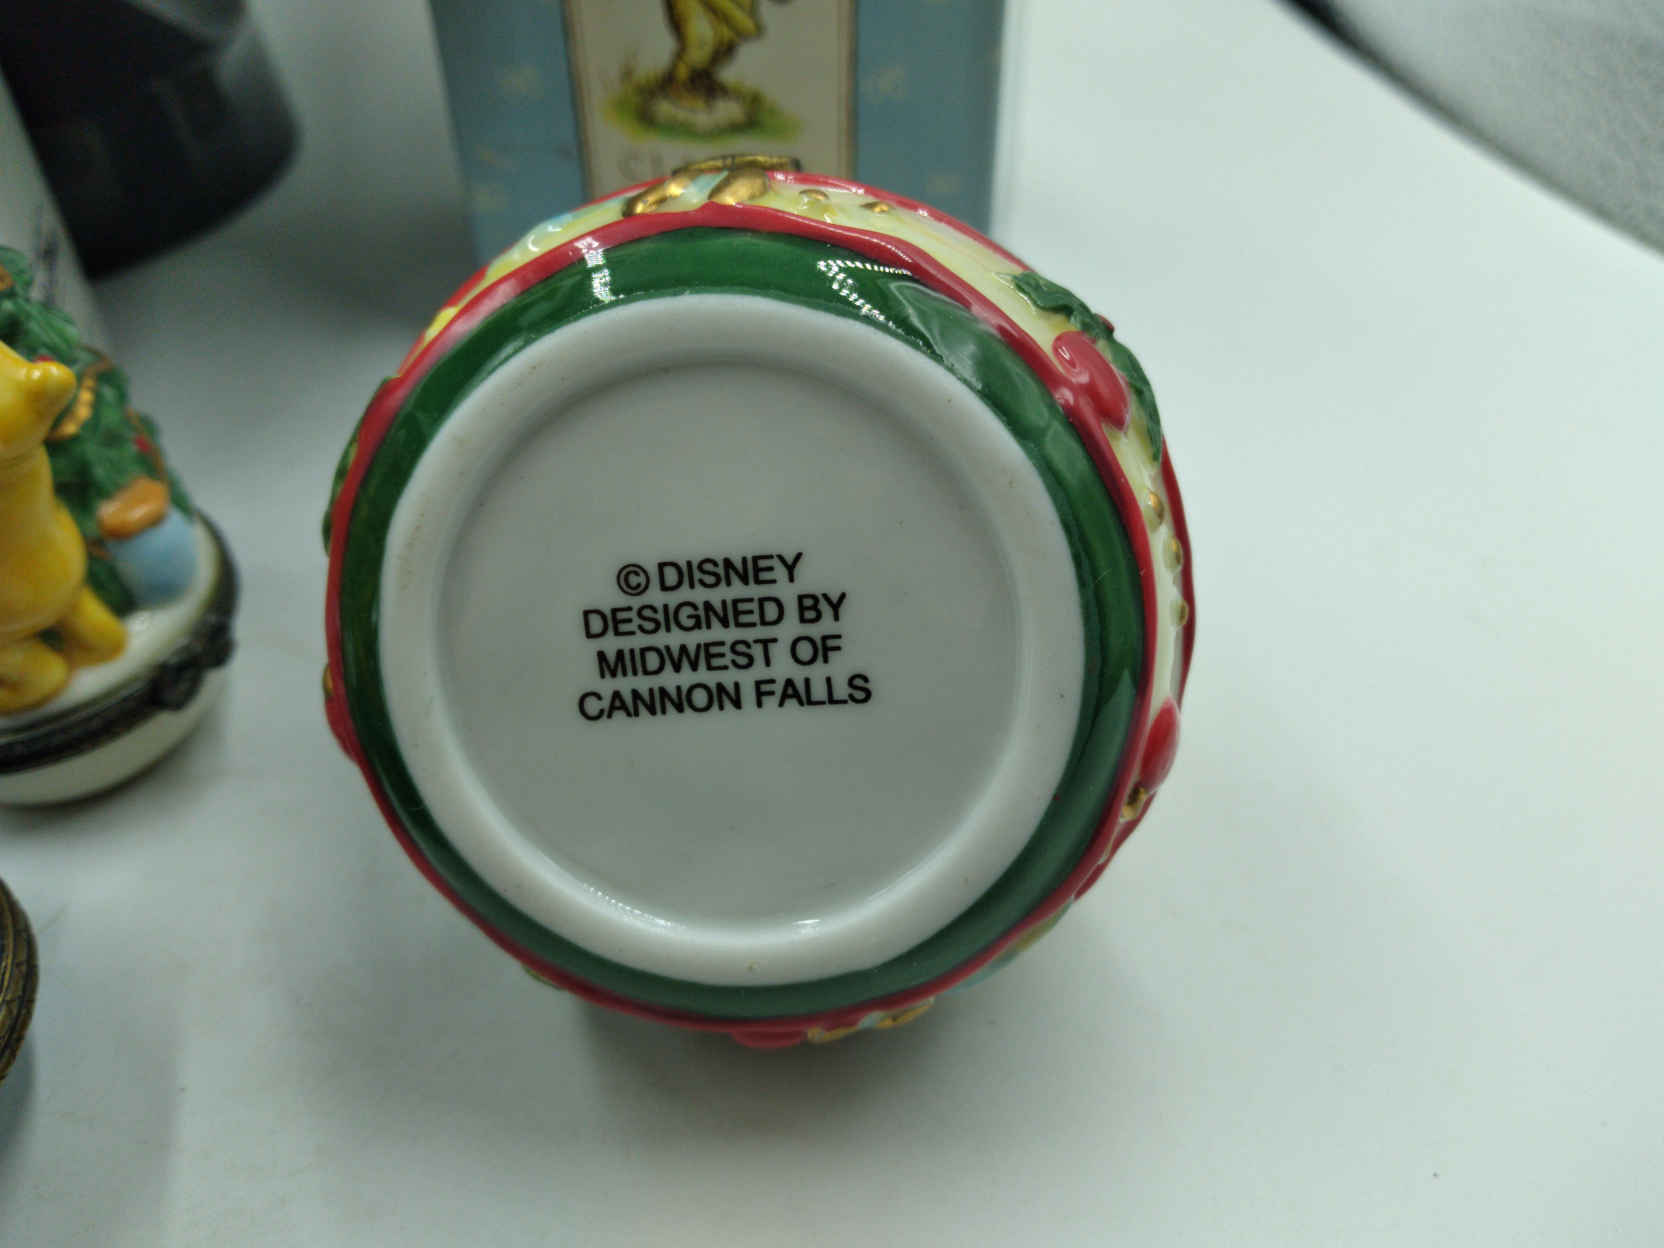 © DISNEY
DESIGNED BY
MIDWEST OF
CANNON FALLS